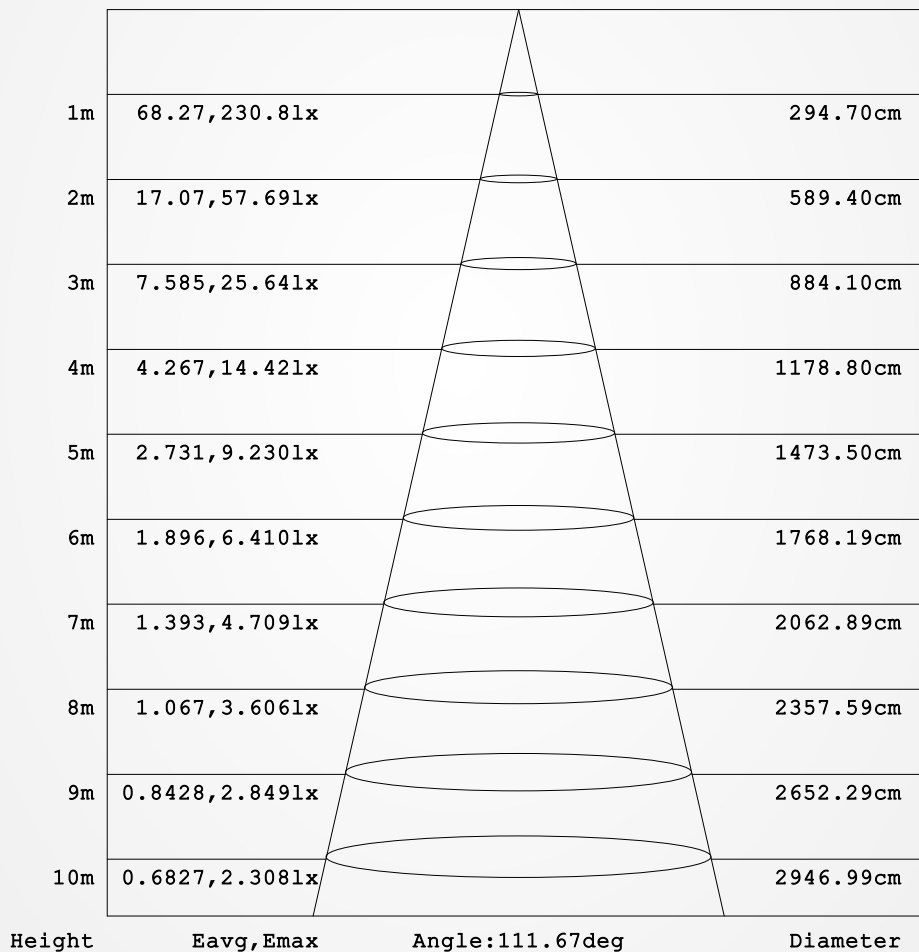 1m 68.27,230.8lx 294.70cm
2m 17.07,57.69lx 589.40cm
3m 7.585,25.64lx 884.10cm
4m 4.267,14.42lx 1178.80cm
5m 2.731,9.230lx 1473.50cm
6m 1.896,6.410lx 1768.19cm
7m 1.393,4.709lx 2062.89cm
8m 1.067,3.606lx 2357.59cm
9m 0.8428,2.849lx 2652.29cm
10m 0.6827,2.308lx 2946.99cm
Height Eavg,Emax Angle:111.67deg Diameter